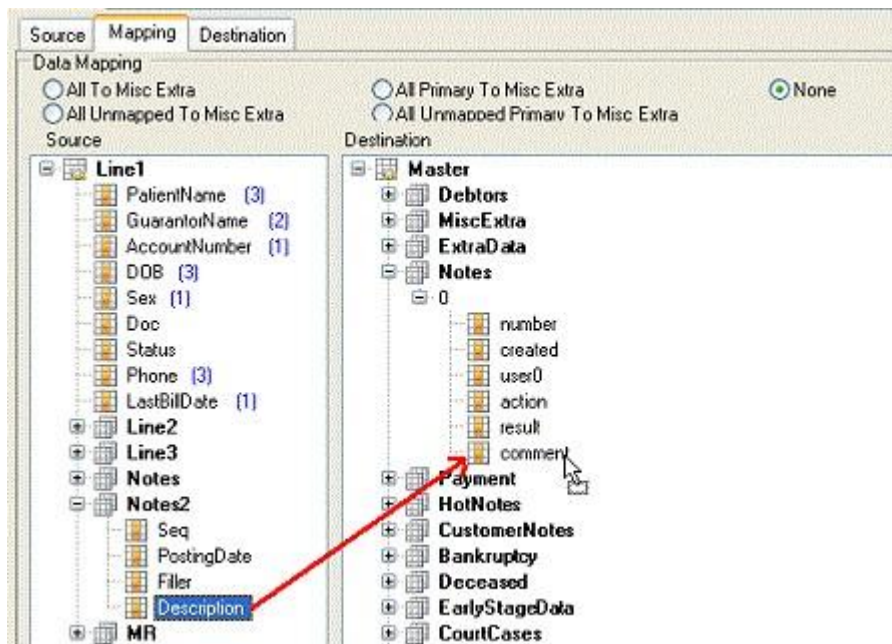 Source Mapping Destination
Data Mapping
All To Misc Extra All Primary To Misc Extra None
All Unmapped To Misc Extra All Unmapped Primary To Misc Extra
Source Destination
Line1
PatientName (3)
GuarantorName (2)
AccountNumber (1)
DOB (3)
Sex (1)
Doc
Status
Phone (3)
LastBillDate (1)
Line2
Line3
Notes
Notes2
Seq
PostingDate
Filler
Description
MR
Master
Debtors
MiscExtra
ExtraData
Notes
0
number
created
user0
action
result
comment
Payment
HotNotes
CustomerNotes
Bankruptcy
Deceased
EarlyStageData
CourtCases